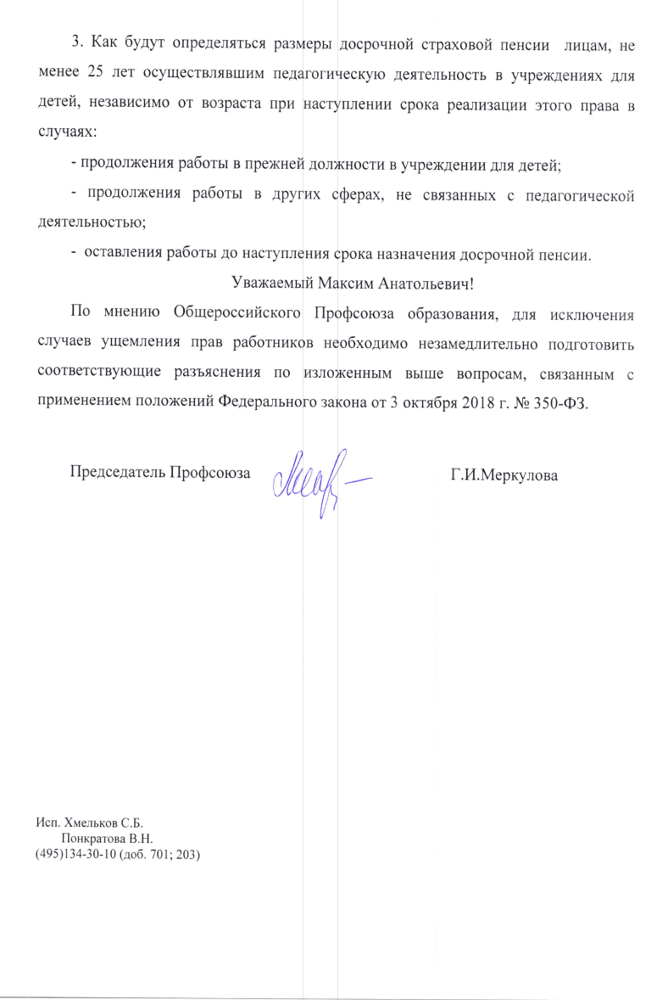 3. Как будут определяться размеры досрочной страховой пенсии лицам, не
менее 25 лет осуществлявшим педагогическую деятельность в учреждениях для
детей, независимо от возраста при наступлении срока реализации этого права в
случаях:
- продолжения работы в прежней должности в учреждении для детей;
- продолжения работы в других сферах, не связанных с педагогической
деятельностью;
- оставления работы до наступления срока назначения досрочной пенсии.
Уважаемый Максим Анатольевич!
По мнению Общероссийского Профсоюза образования, для исключения
случаев ущемления прав работников необходимо незамедлительно подготовить
соответствующие разъяснения по изложенным выше вопросам, связанным с
применением положений Федерального закона от 3 октября 2018 г. № 350-ФЗ.
Председатель Профсоюза Г.И.Меркулова
Исп. Хмельков С.Б.
Понкратова В.Н.
(495)134-30-10 (доб. 701; 203)